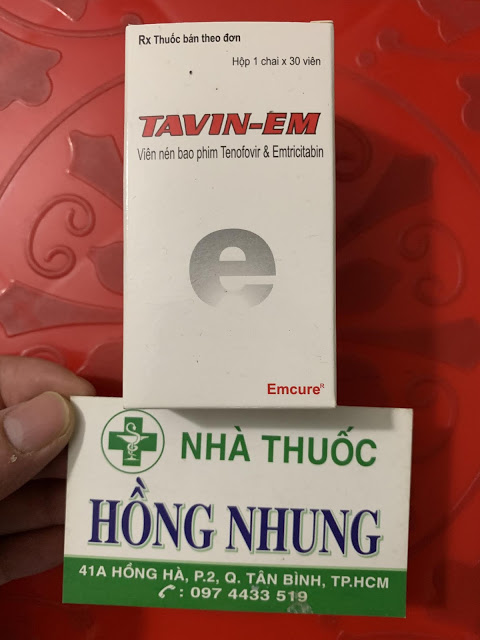 Rx Thuốc bán theo đơn
Hộp 1 chai x 30 viên
TAVIN-EM
Viên nén bao phim Tenofovir & Emtricitabin
e
Emcureᴿ
NHÀ THUỐC
HỒNG NHUNG
41A HỒNG HÀ, P.2, Q. TÂN BÌNH, TP.HCM
: 097 4433 519